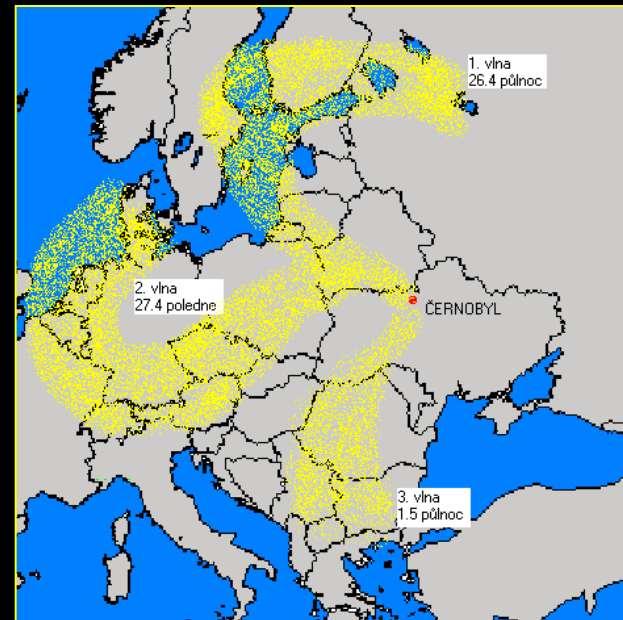 1. vlna
26.4 půlnoc
2. vlna
27.4 poledne
a
ČERNOBYL
3. vlna
1.5 půlnoc